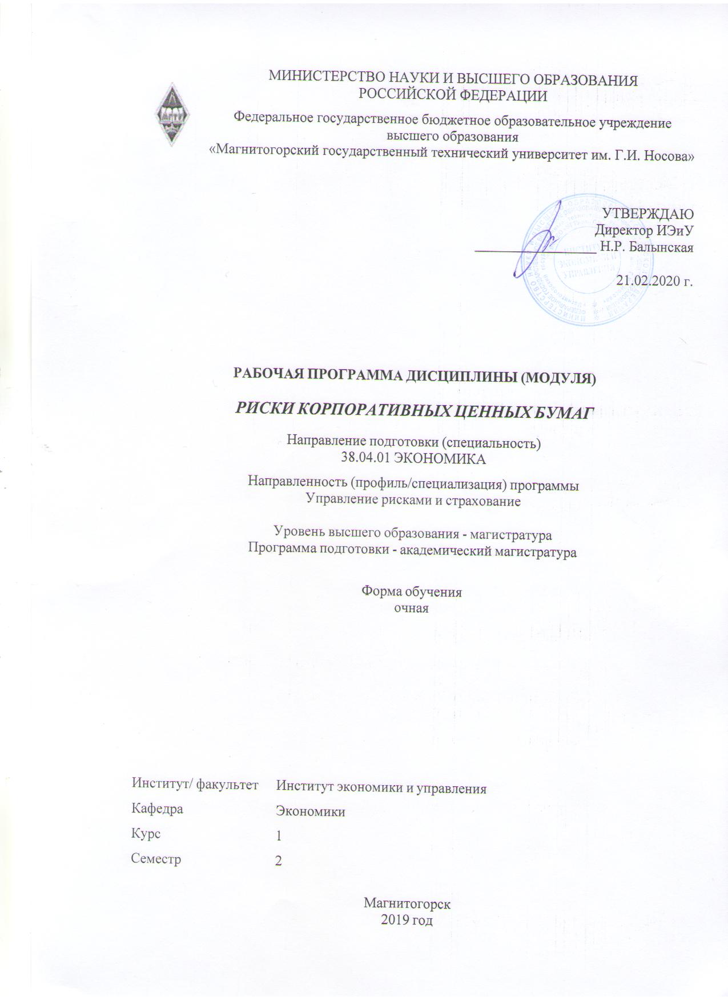 МИНИСТЕРСТВО НАУКИ И ВЫСШЕГО ОБРАЗОВАНИЯ
РОССИЙСКОЙ ФЕДЕРАЦИИ
Федеральное государственное бюджетное образовательное учреждение
высшего образования
«Магнитогорский государственный технический университет им. Г.И. Носова»
УТВЕРЖДАЮ
Директор ИЭиУ
Н.Р. Балынская
ИНСТИТУТ
ЭКОНОМИКИ И
УПРАВЛЕНИЯ
21.02.2020 г.
РАБОЧАЯ ПРОГРАММА ДИСЦИПЛИНЫ (МОДУЛЯ)
РИСКИ КОРПОРАТИВНЫХ ЦЕННЫХ БУМАГ
Направление подготовки (специальность)
38.04.01 ЭКОНОМИКА
Направленность (профиль/специализация) программы
Управление рисками и страхование
Уровень высшего образования - магистратура
Программа подготовки - академический магистратура
Форма обучения
очная
Институт/ факультет Институт экономики и управления
Кафедра Экономики
Курс 1
Семестр 2
Магнитогорск
2019 год